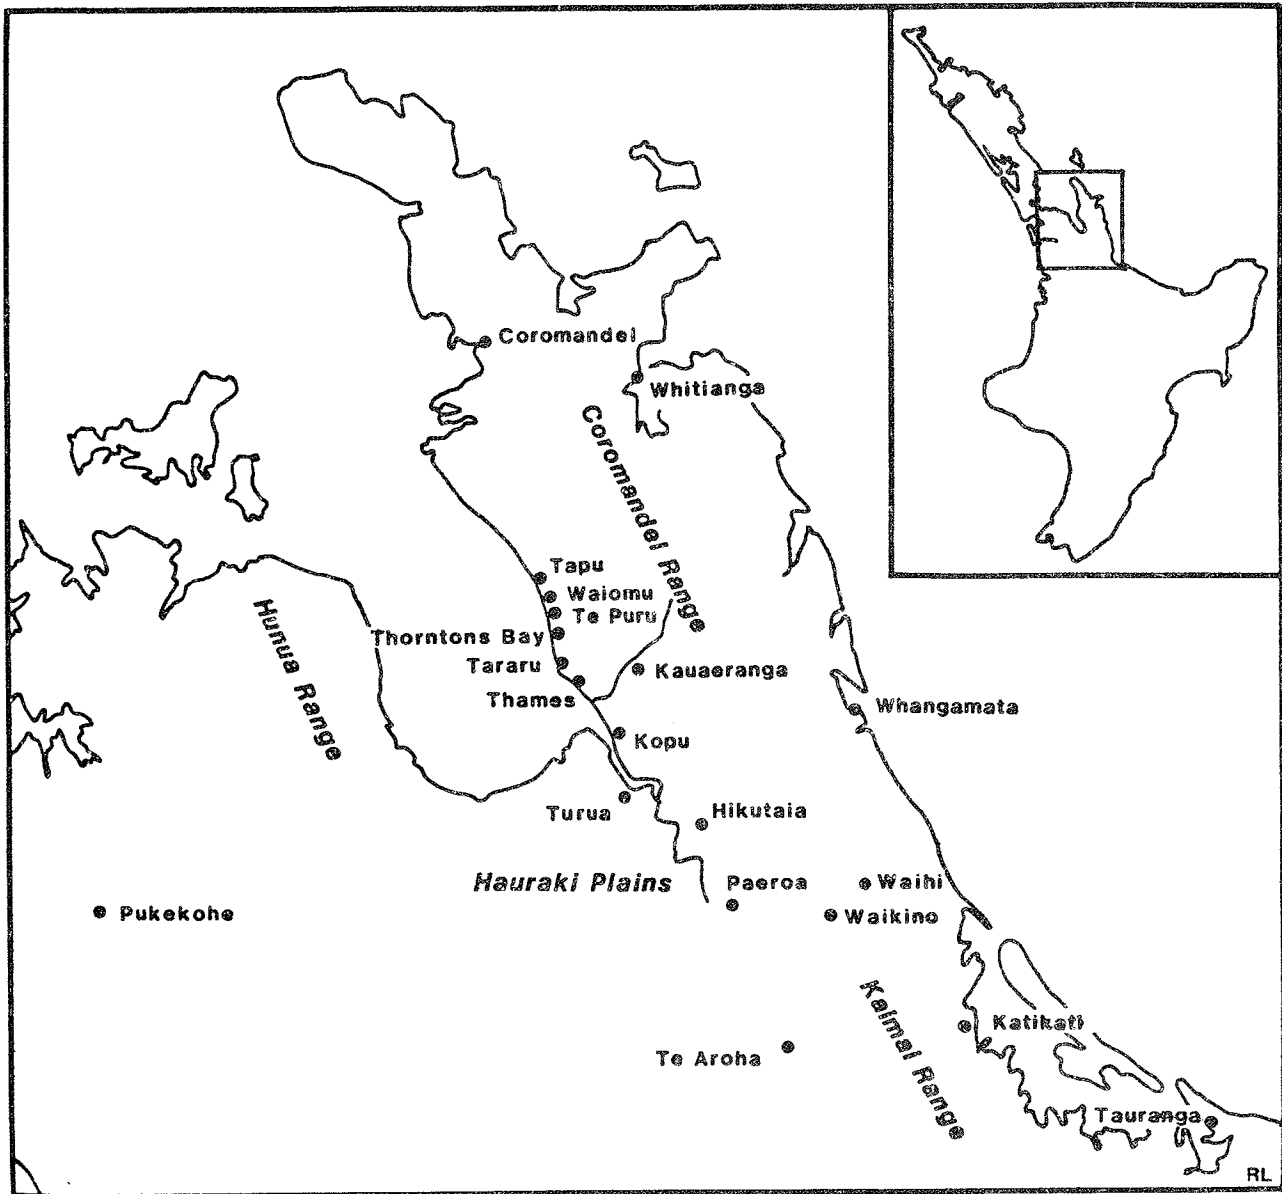 Coromandel
Whitianga
Coromandel Range
Tapu
Waiomu
Te Puru
Thorntons Bay
Tararu
Kauaeranga
Thames
Hunua Range
Whangamata
Kopu
Turua
Hikutaia
Hauraki Plains
Paeroa
Waihi
Pukekohe
Waikino
Kaimai Range
Katikati
Te Aroha
Tauranga
RL